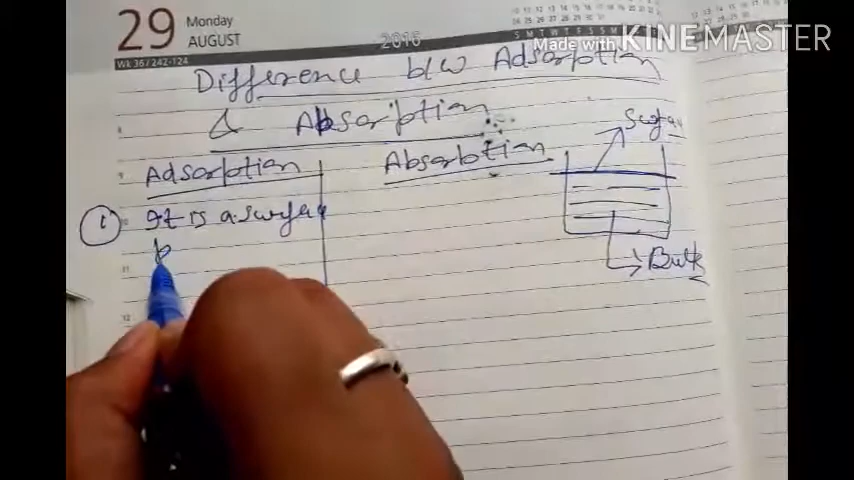 29 Monday
AUGUST
2016
Wk 36 / 242-124
Made with KINEMASTER
Difference b/w Adsorption
& Absorption
Adsorption
Absorption
(i) It is a surface
p
Surface
Bulk